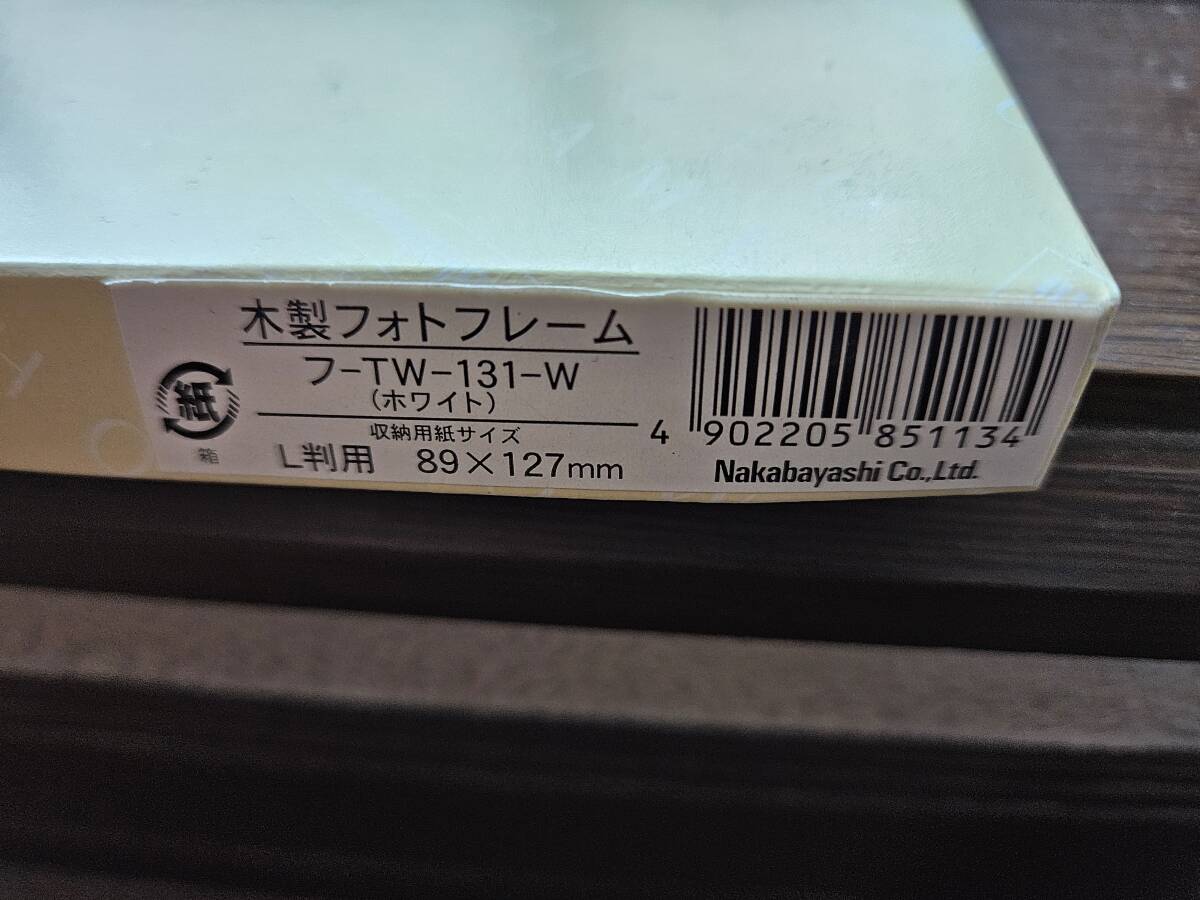 木製フォトフレーム
フ-TW-131-W
(ホワイト)
収納用紙サイズ
L判用 89×127mm
紙
箱
4 902205 851134
Nakabayashi Co.,Ltd.